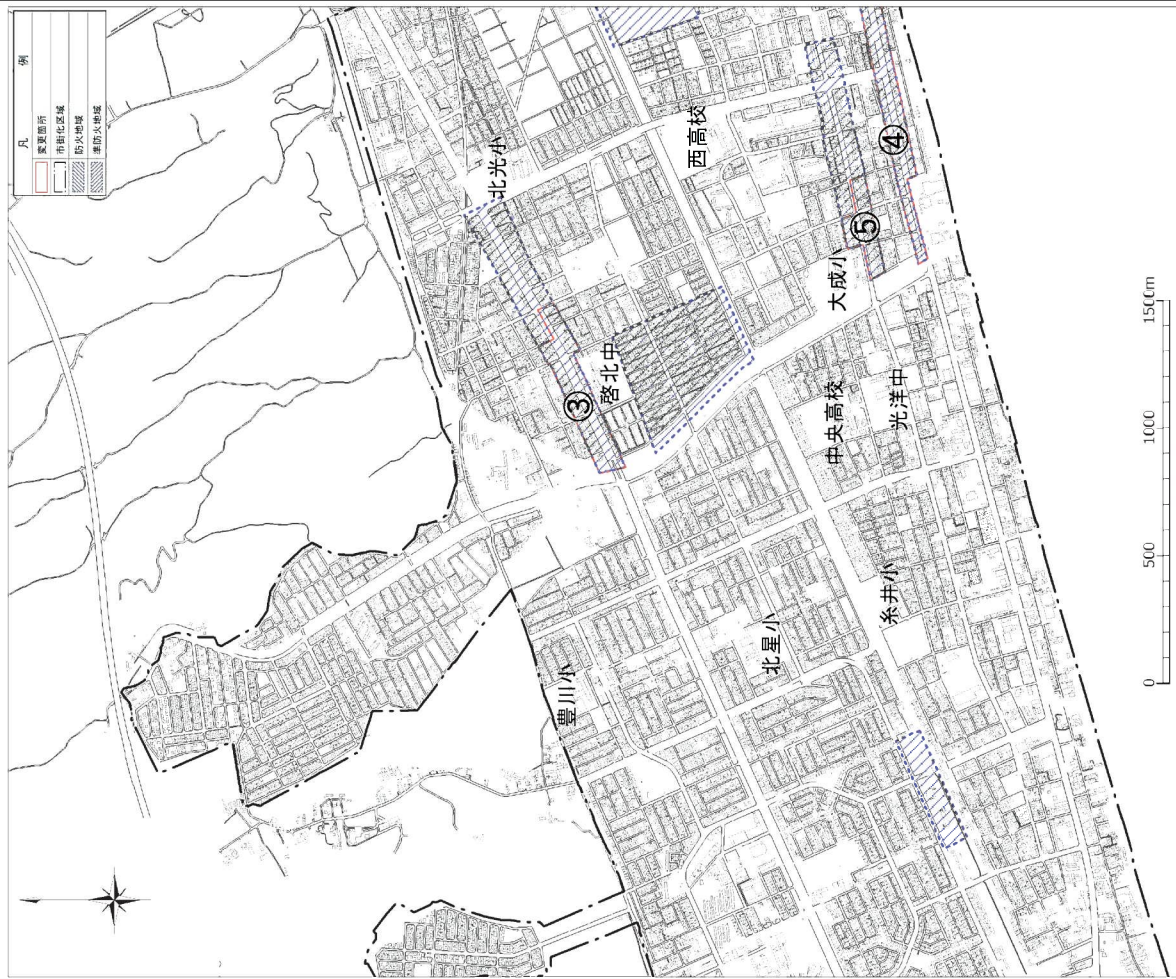 凡例
変更箇所
市街化区域
防火地域
準防火地域
北光小
西高校
④
⑤
大成小
③
啓北中
中央高校
光洋中
糸井小
北星小
豊川小
0 500 1000 1500m